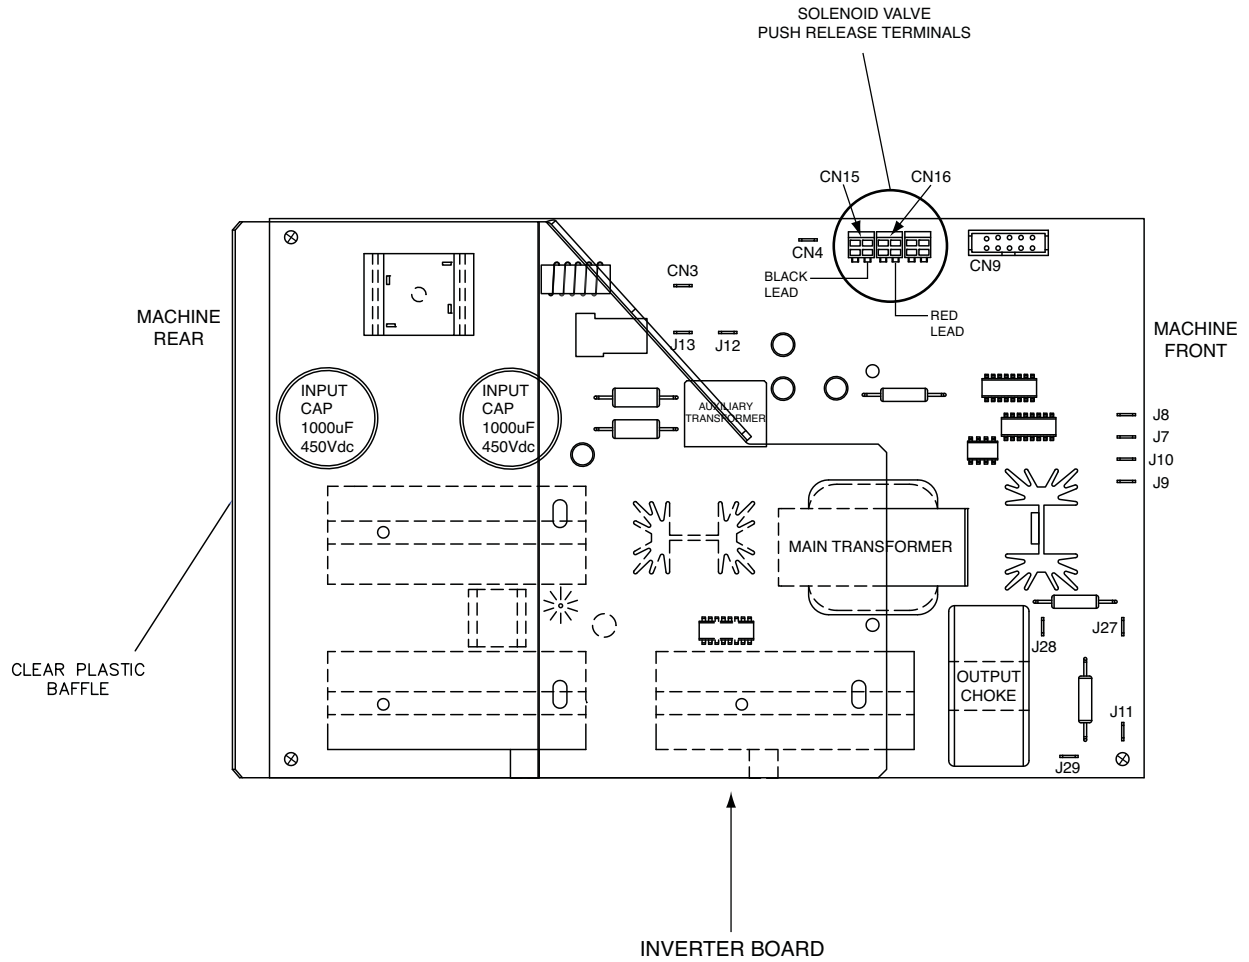 SOLENOID VALVE
PUSH RELEASE TERMINALS
CN15
CN16
CN4
CN9
BLACK
LEAD
CN3
RED
LEAD
MACHINE
REAR
MACHINE
FRONT
J13
J12
INPUT
CAP
1000uF
450Vdc
INPUT
CAP
1000uF
450Vdc
AUXILIARY
TRANSFORMER
J8
J7
J10
J9
MAIN TRANSFORMER
J27
J28
CLEAR PLASTIC
BAFFLE
OUTPUT
CHOKE
J11
J29
INVERTER BOARD